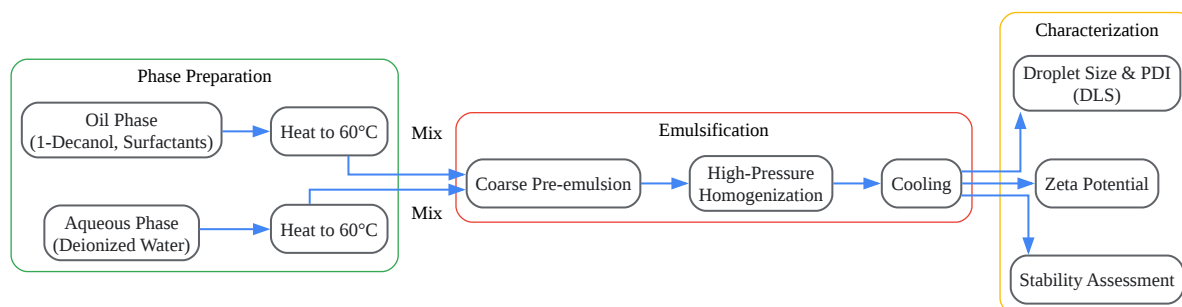 Phase Preparation
Oil Phase
(1-Decanol, Surfactants)
Heat to 60°C
Aqueous Phase
(Deionized Water)
Heat to 60°C
Mix
Mix
Emulsification
Coarse Pre-emulsion
High-Pressure
Homogenization
Cooling
Characterization
Droplet Size & PDI
(DLS)
Zeta Potential
Stability Assessment